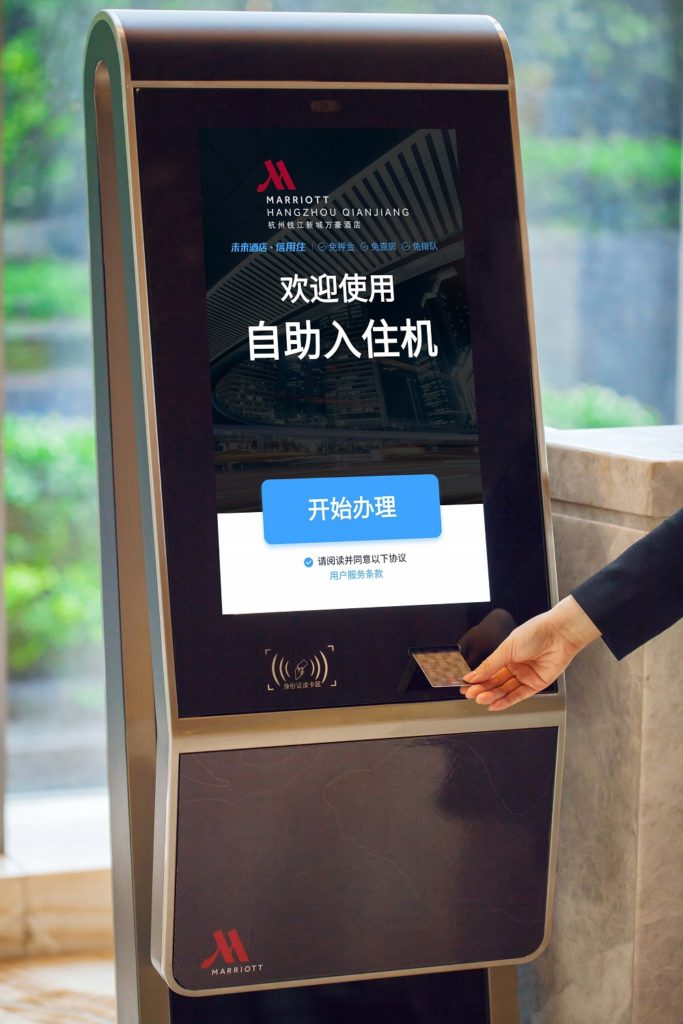 MARRIOTT
HANGZHOU QIANJIANG
杭州钱江新城万豪酒店
未来酒店·信用住 免押金 免查房 免排队
欢迎使用
自助入住机
开始办理
请阅读并同意以下协议
用户服务条款
身份证读卡区
MARRIOTT